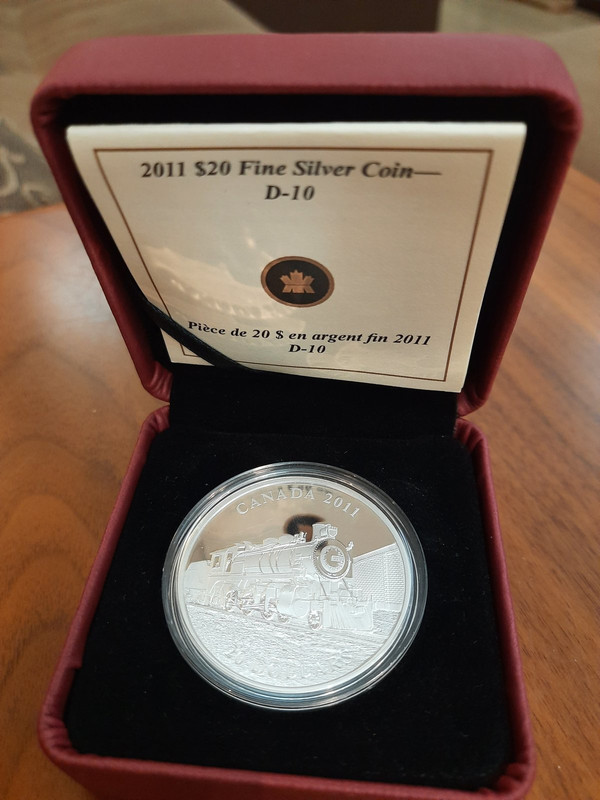 2011 $20 Fine Silver Coin—
D-10
Pièce de 20 $ en argent fin 2011
D-10
CANADA 2011